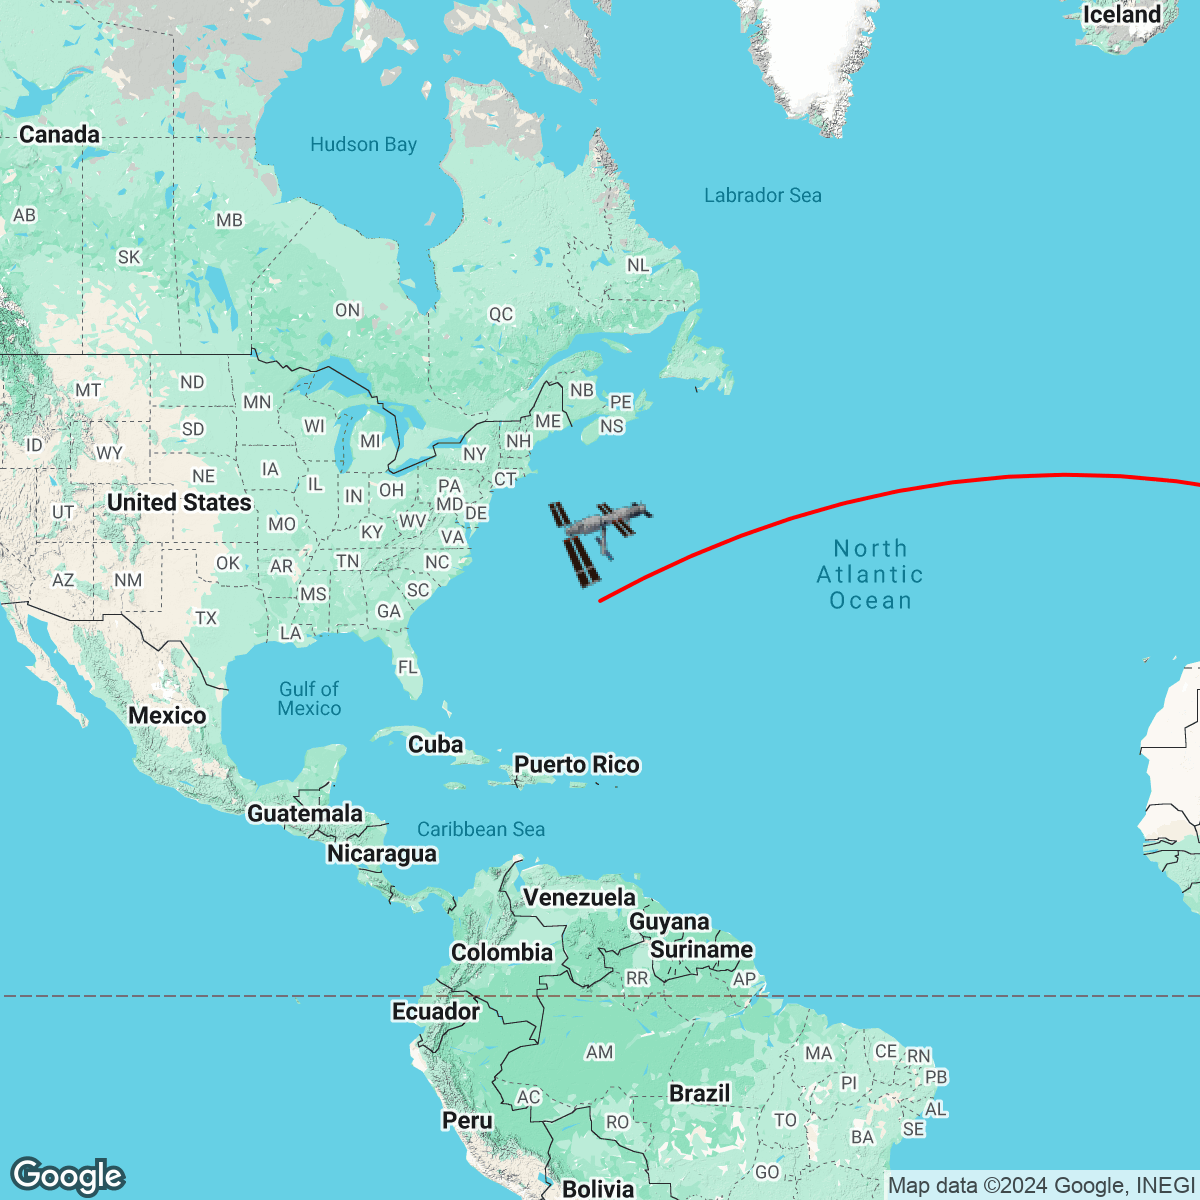 Iceland
Canada
Hudson Bay
Labrador Sea
AB
MB
SK
NL
ON
QC
MT
ND
MN
NB
PE
ID
WY
SD
WI
MI
ME
NS
NH
NY
NE
IA
IL
IN
OH
PA
CT
UT
United States
MO
KY
WV
MD
DE
VA
AZ
NM
OK
AR
TN
NC
TX
MS
GA
SC
LA
FL
North
Atlantic
Ocean
Gulf of
Mexico
Mexico
Cuba
Puerto Rico
Guatemala
Caribbean Sea
Nicaragua
Venezuela
Guyana
Colombia
Suriname
RR
AP
Ecuador
AM
MA
CE
RN
AC
Brazil
PI
PB
Peru
RO
TO
AL
BA
SE
GO
Bolivia
Google
Map data ©2024 Google, INEGI